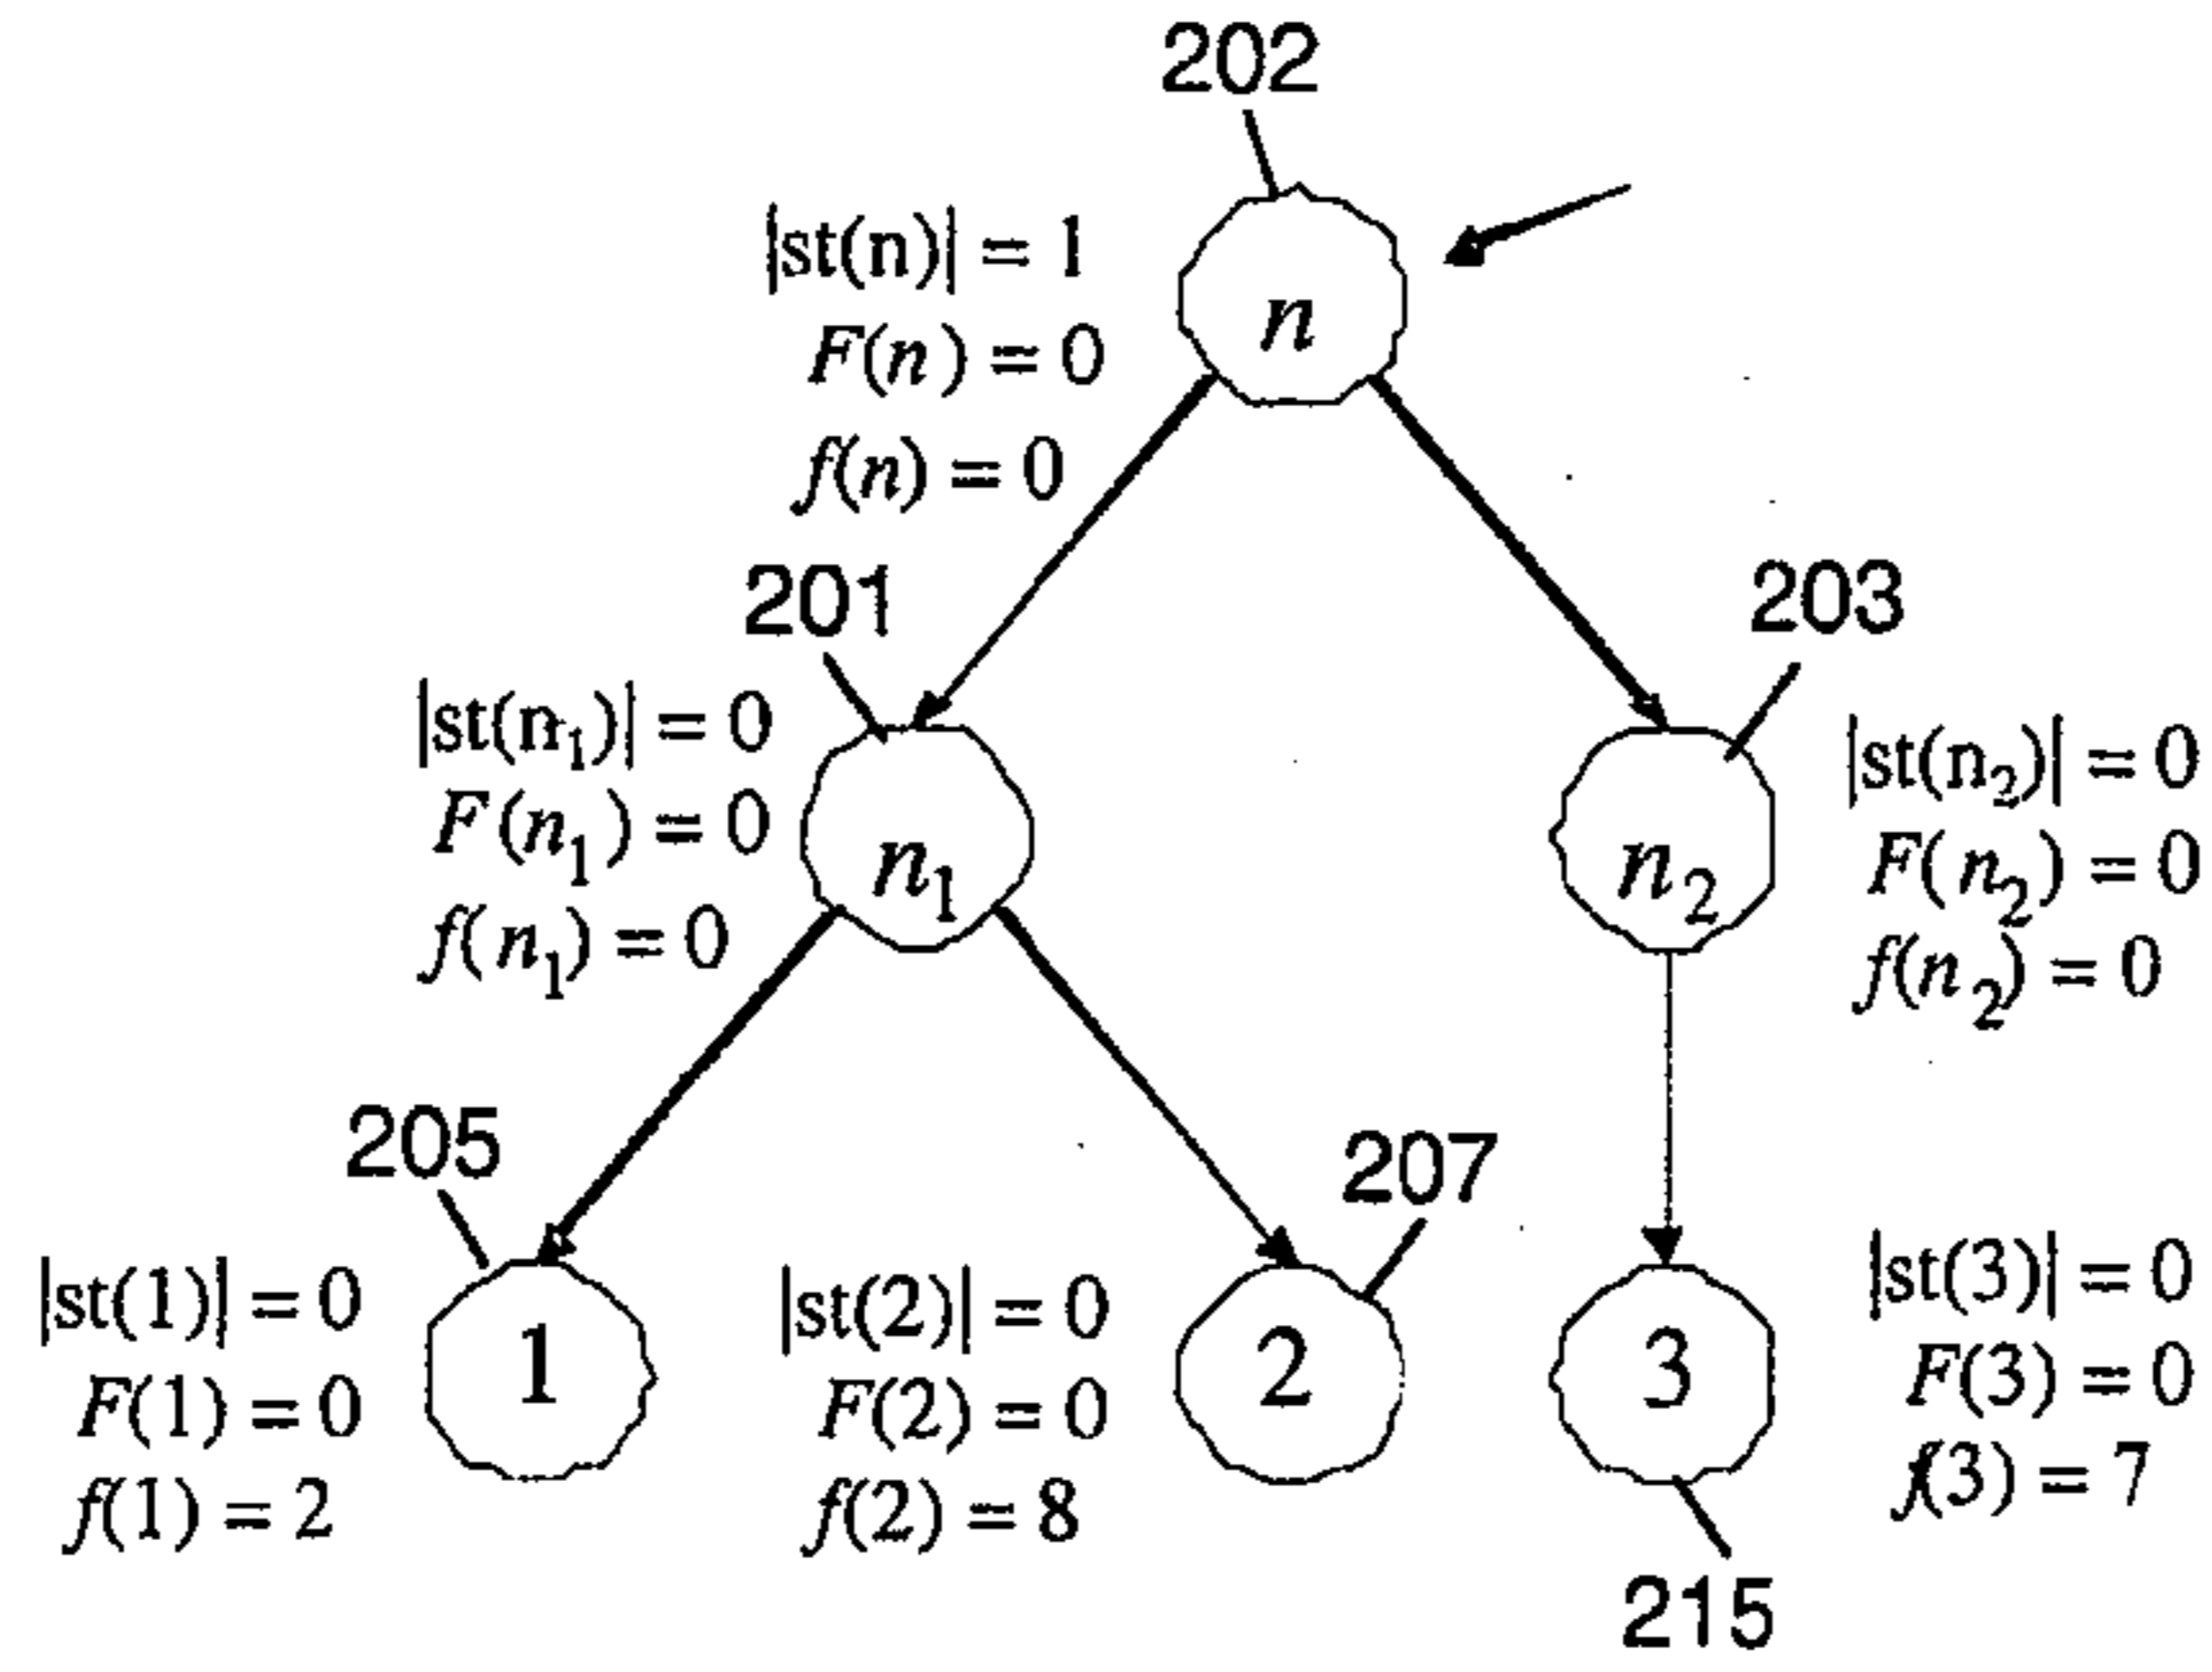 202
|st(n)| = 1
F(n) = 0
f(n) = 0
n
201
203
|st(n₁)| = 0
F(n₁) = 0
f(n₁) = 0
n₁
n₂
|st(n₂)| = 0
F(n₂) = 0
f(n₂) = 0
205
207
|st(1)| = 0
F(1) = 0
f(1) = 2
1
|st(2)| = 0
F(2) = 0
f(2) = 8
2
3
|st(3)| = 0
F(3) = 0
f(3) = 7
215